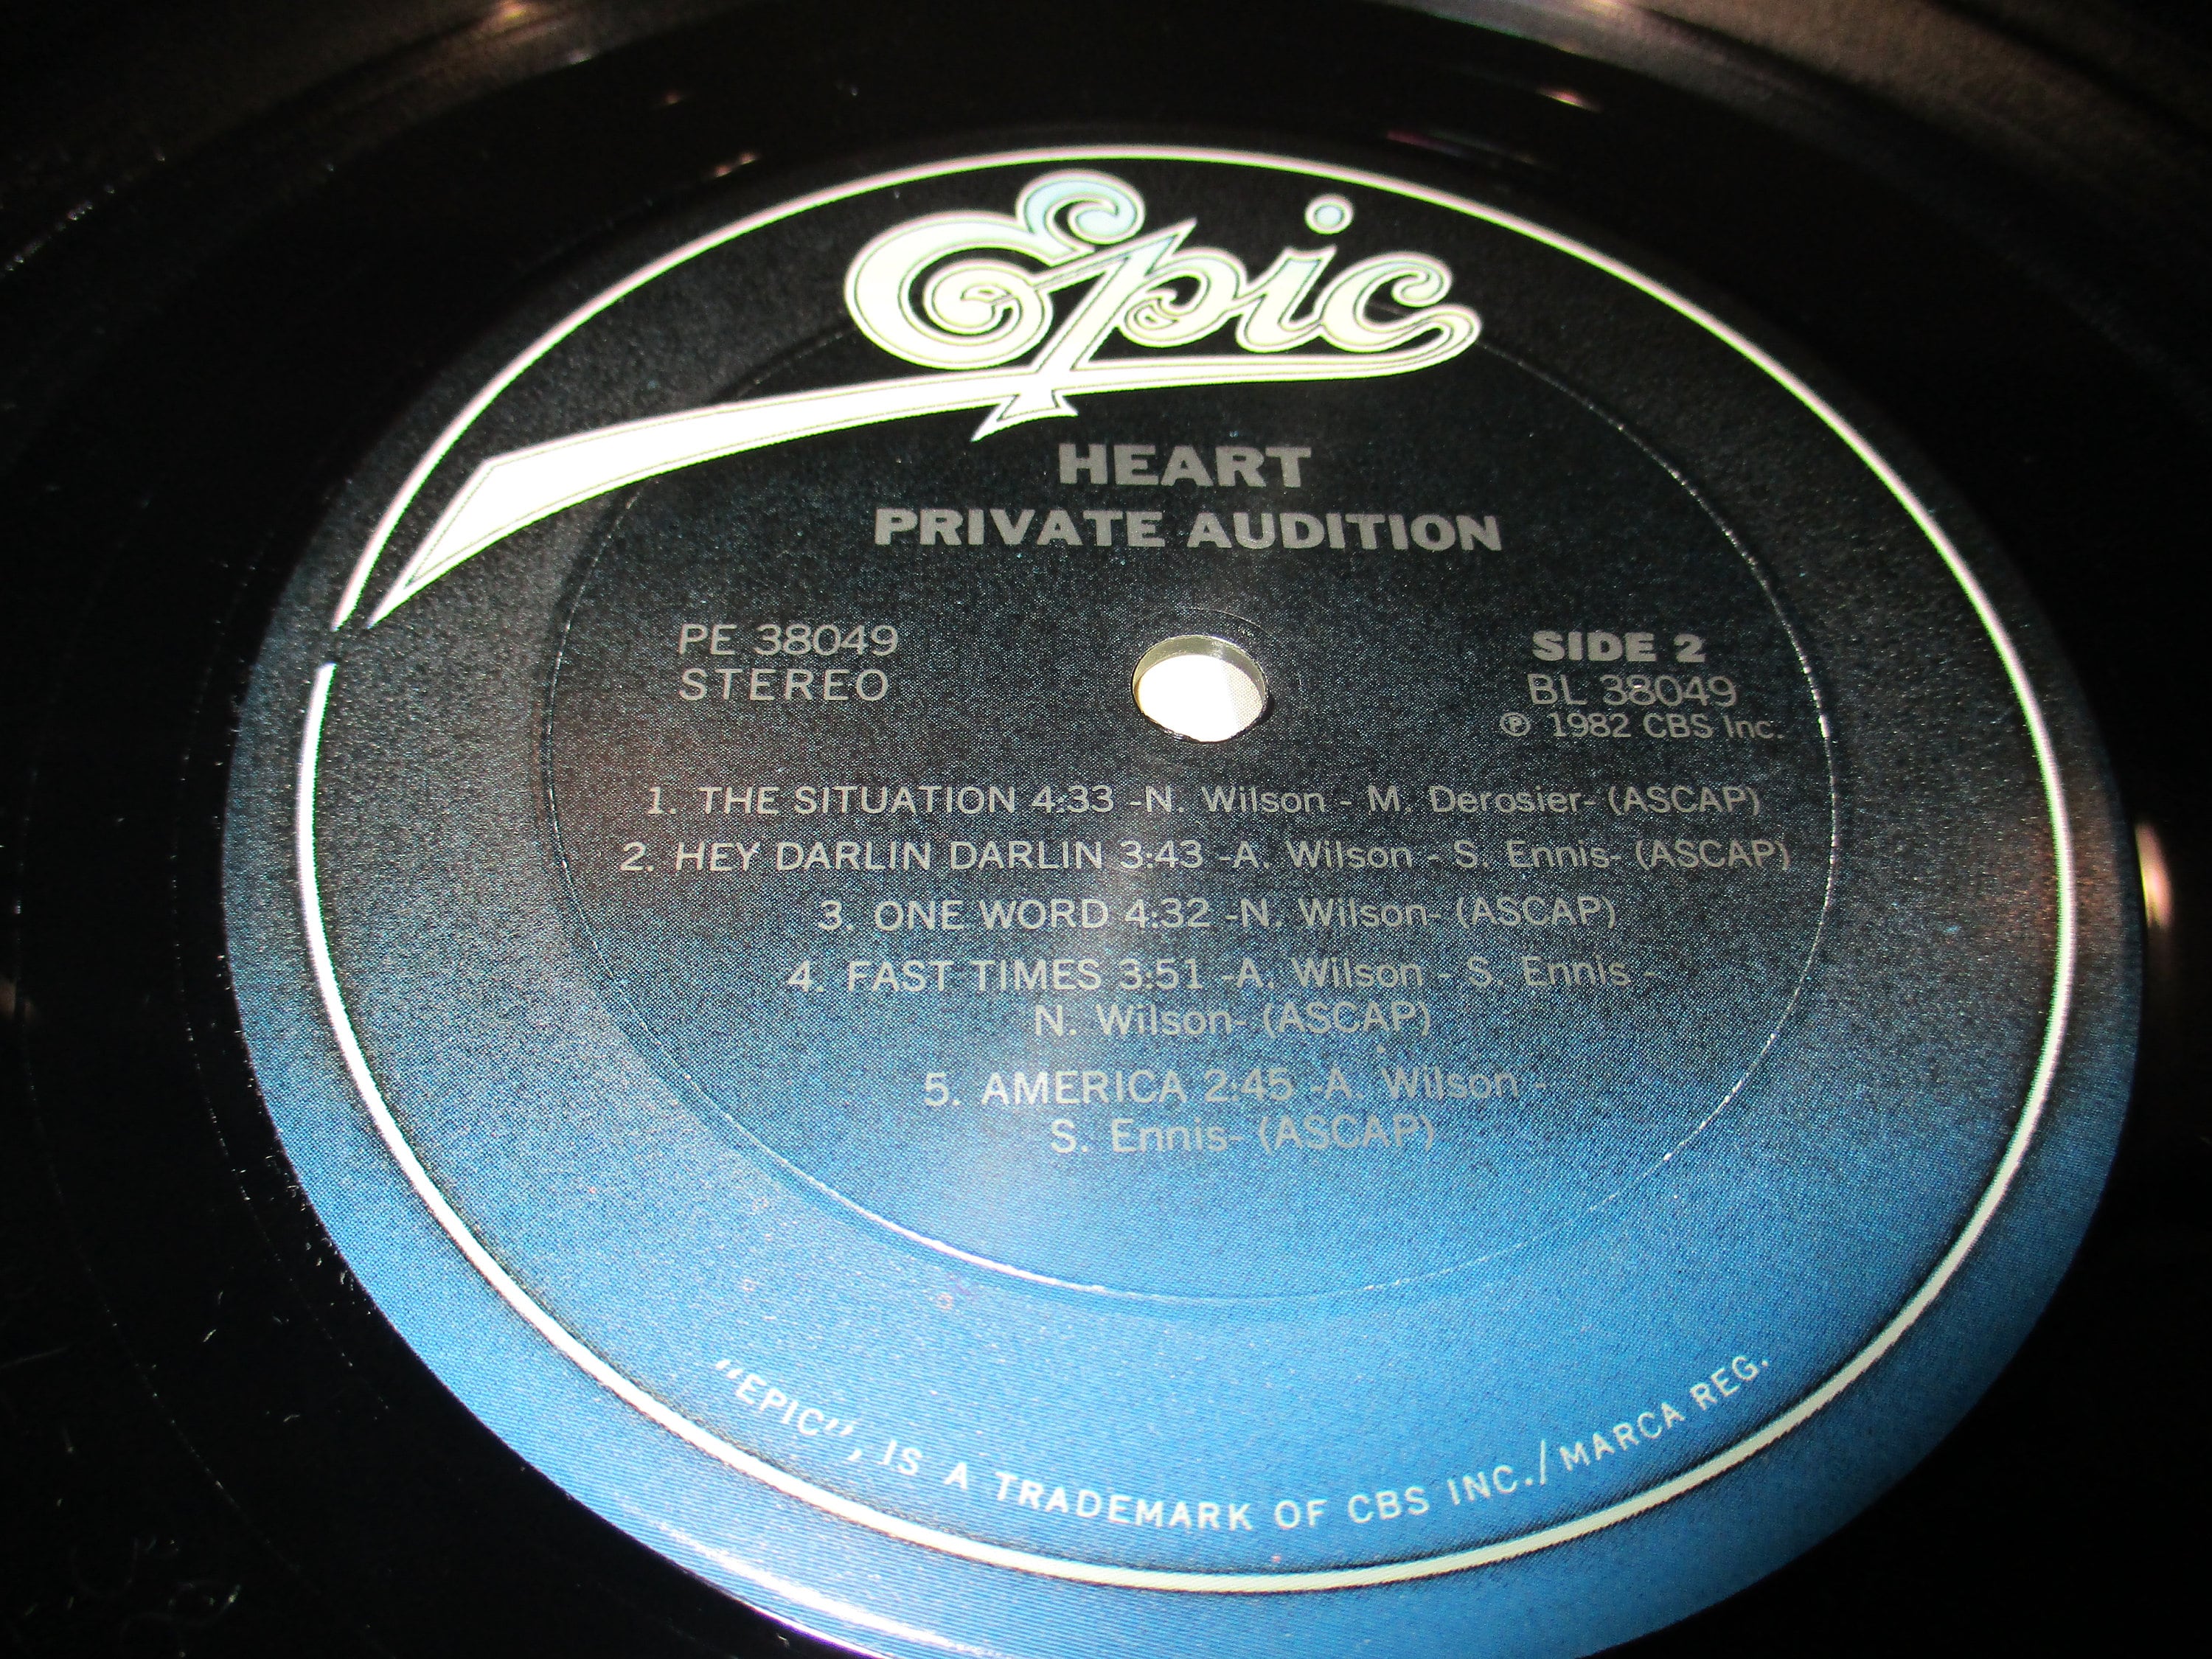 Epic
HEART
PRIVATE AUDITION
PE 38049
STEREO
SIDE 2
BL 38049
℗ 1982 CBS Inc.
1. THE SITUATION 4:33 -N. Wilson - M. Derosier- (ASCAP)
2. HEY DARLIN DARLIN 3:43 -A. Wilson - S. Ennis- (ASCAP)
3. ONE WORD 4:32 -N. Wilson- (ASCAP)
4. FAST TIMES 3:51 -A. Wilson - S. Ennis -
N. Wilson- (ASCAP)
5. AMERICA 2:45 -A. Wilson -
S. Ennis- (ASCAP)
"EPIC", IS A TRADEMARK OF CBS INC./MARCA REG.